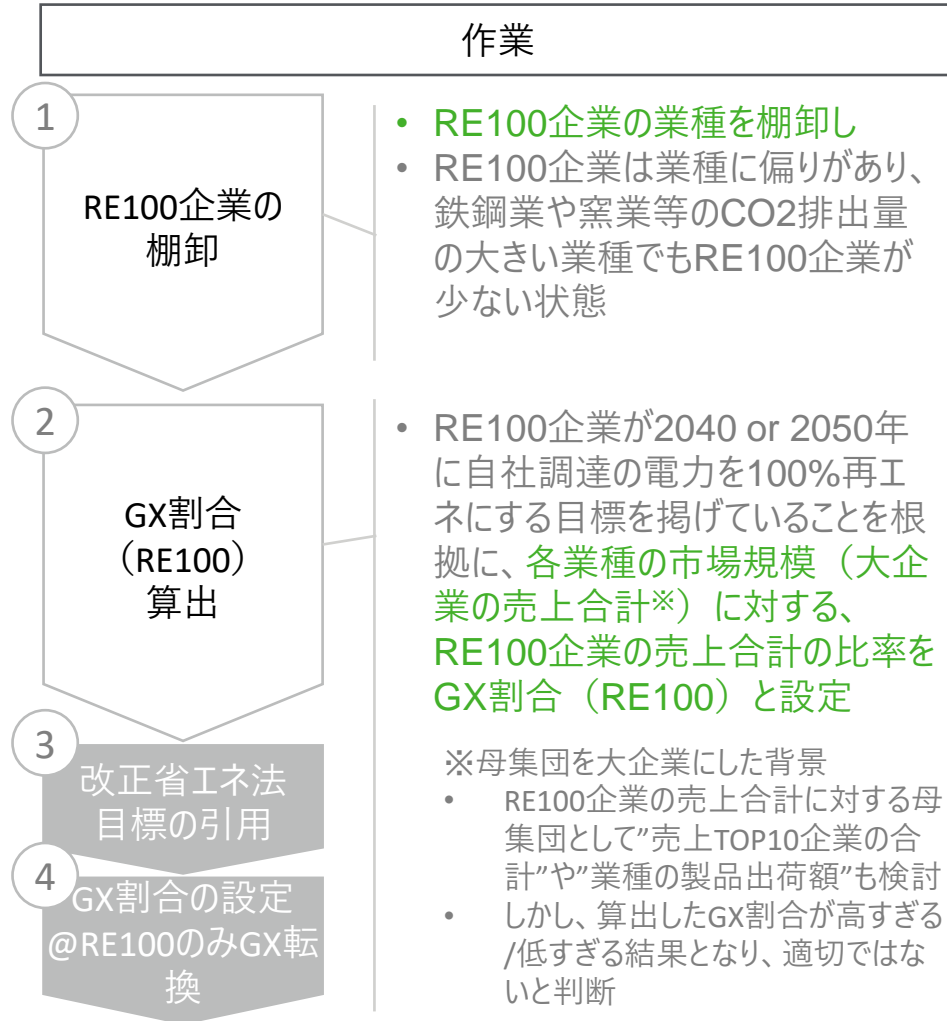 作業
1
RE100企業の
棚卸
• RE100企業の業種を棚卸し
• RE100企業は業種に偏りがあり、
鉄鋼業や窯業等のCO2排出量
の大きい業種でもRE100企業が
少ない状態
2
GX割合
（RE100）
算出
• RE100企業が2040 or 2050年
に自社調達の電力を100%再エ
ネにする目標を掲げていることを根
拠に、各業種の市場規模（大企
業の売上合計※）に対する、
RE100企業の売上合計の比率を
GX割合（RE100）と設定
※母集団を大企業にした背景
• RE100企業の売上合計に対する母
集団として”売上TOP10企業の合
計”や”業種の製品出荷額”も検討
• しかし、算出したGX割合が高すぎる
/低すぎる結果となり、適切ではな
いと判断
3
改正省エネ法
目標の引用
4
GX割合の設定
@RE100のみGX転
換